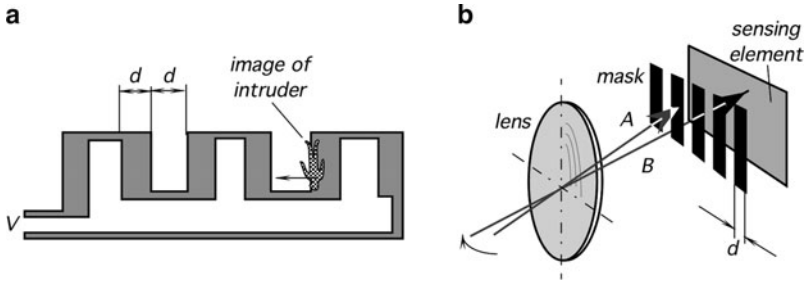 a
d d
image of
intruder
V
b
sensing
element
mask
lens
A
B
d